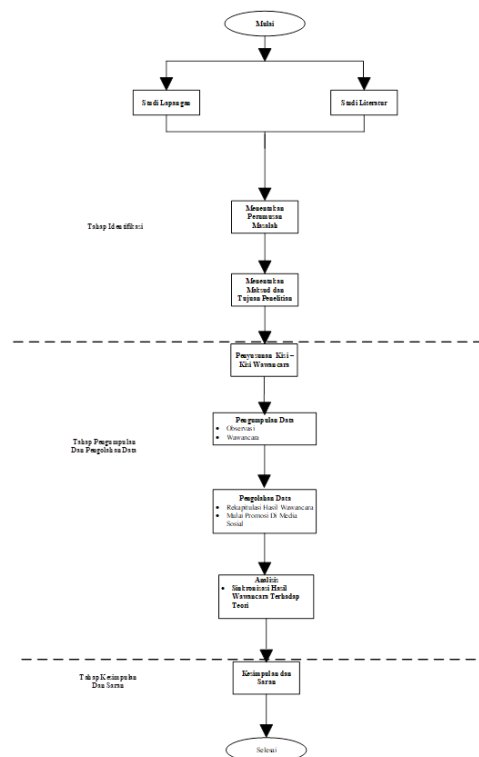 Mulai
Studi Lapangan
Studi Literatur
Menentukan
Perumusan
Masalah
Tahap Identifikasi
Menentukan
Maksud dan
Tujuan Penelitian
Penyusunan Kisi –
Kisi Wawancara
Pengumpulan Data
• Observasi
• Wawancara
Tahap Pengumpulan
Dan Pengolahan Data
Pengolahan Data
• Rekapitulasi Hasil Wawancara
• Mulai Promosi Di Media
Sosial
Analisis
• Sinkronisasi Hasil
Wawancara Terhadap
Teori
Tahap Kesimpulan
Dan Saran
Kesimpulan dan
Saran
Selesai